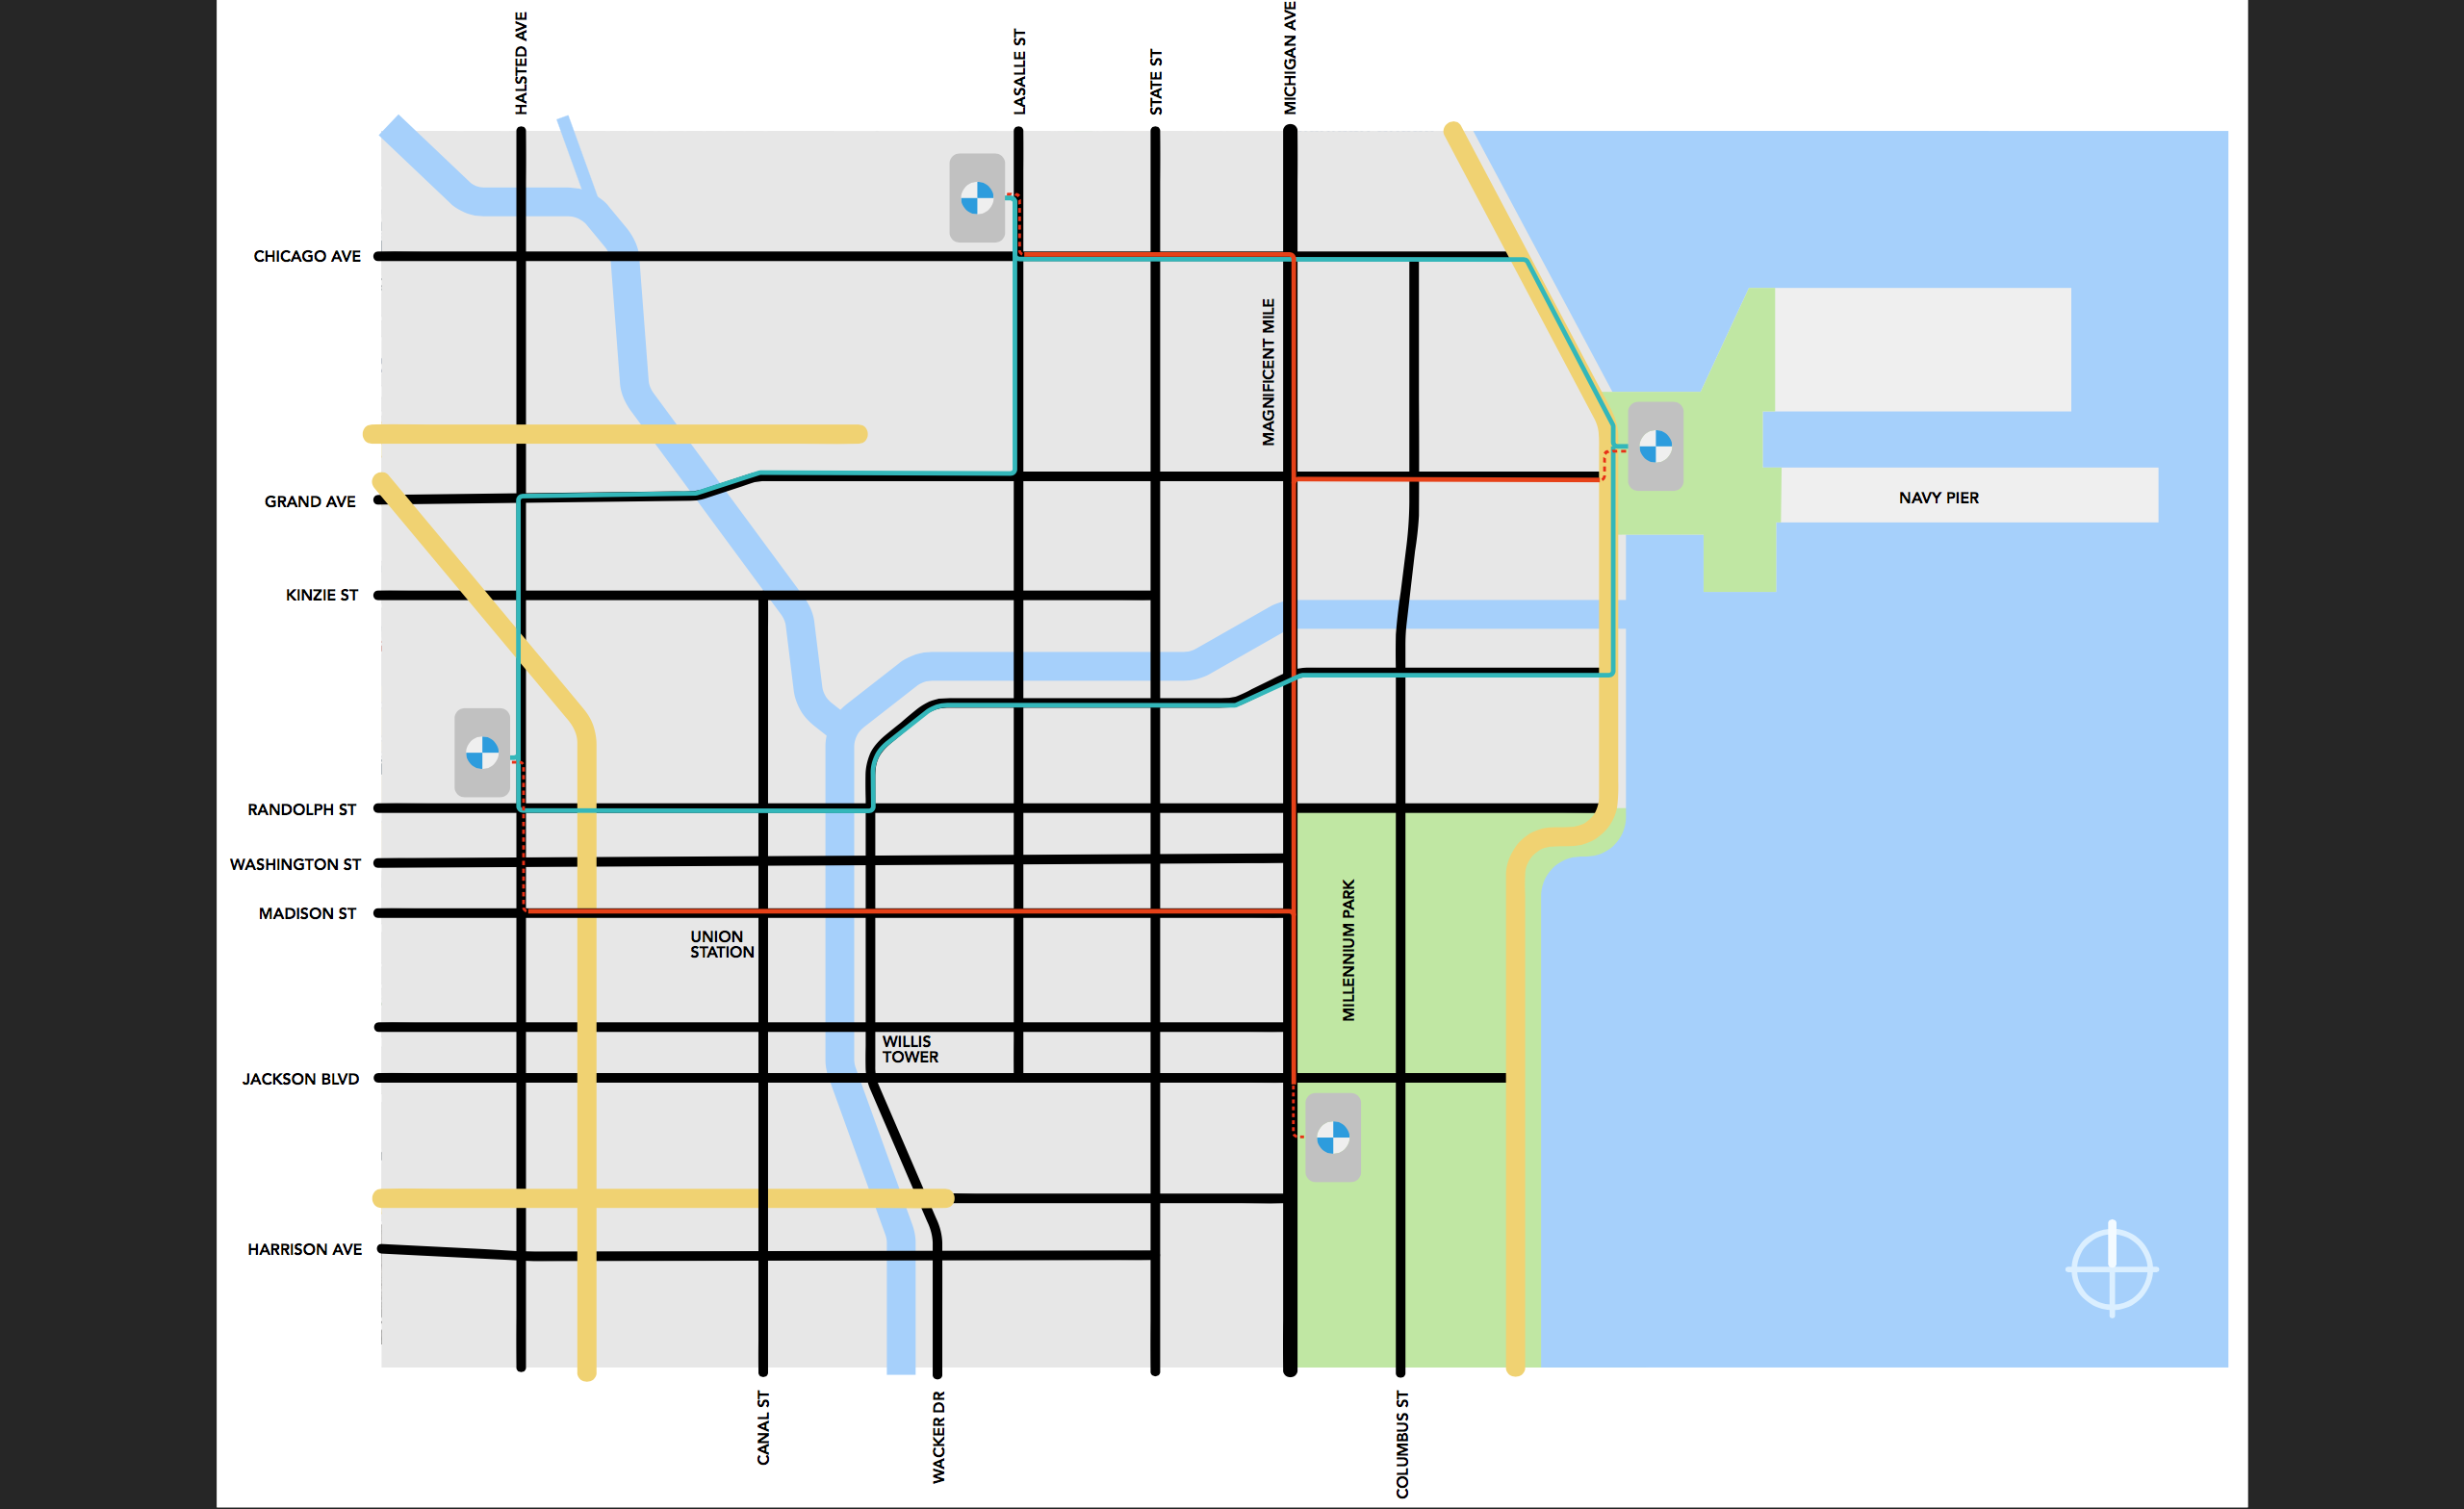 HALSTED AVE
LASALLE ST
STATE ST
MICHIGAN AVE
CHICAGO AVE
MAGNIFICENT MILE
GRAND AVE
NAVY PIER
KINZIE ST
RANDOLPH ST
WASHINGTON ST
MADISON ST
UNION
STATION
MILLENNIUM PARK
WILLIS
TOWER
JACKSON BLVD
HARRISON AVE
CANAL ST
WACKER DR
COLUMBUS ST